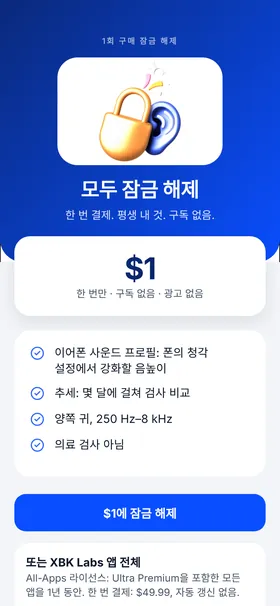 1회 구매 잠금 해제
모두 잠금 해제
한 번 결제. 평생 내 것. 구독 없음.
$1
한 번만 · 구독 없음 · 광고 없음
이어폰 사운드 프로필: 폰의 청각
설정에서 강화할 음높이
추세: 몇 달에 걸쳐 검사 비교
양쪽 귀, 250 Hz–8 kHz
의료 검사 아님
$1에 잠금 해제
또는 XBK Labs 앱 전체
All-Apps 라이선스: Ultra Premium을 포함한 모든
앱을 1년 동안. 한 번 결제: $49.99, 자동 갱신 없음.